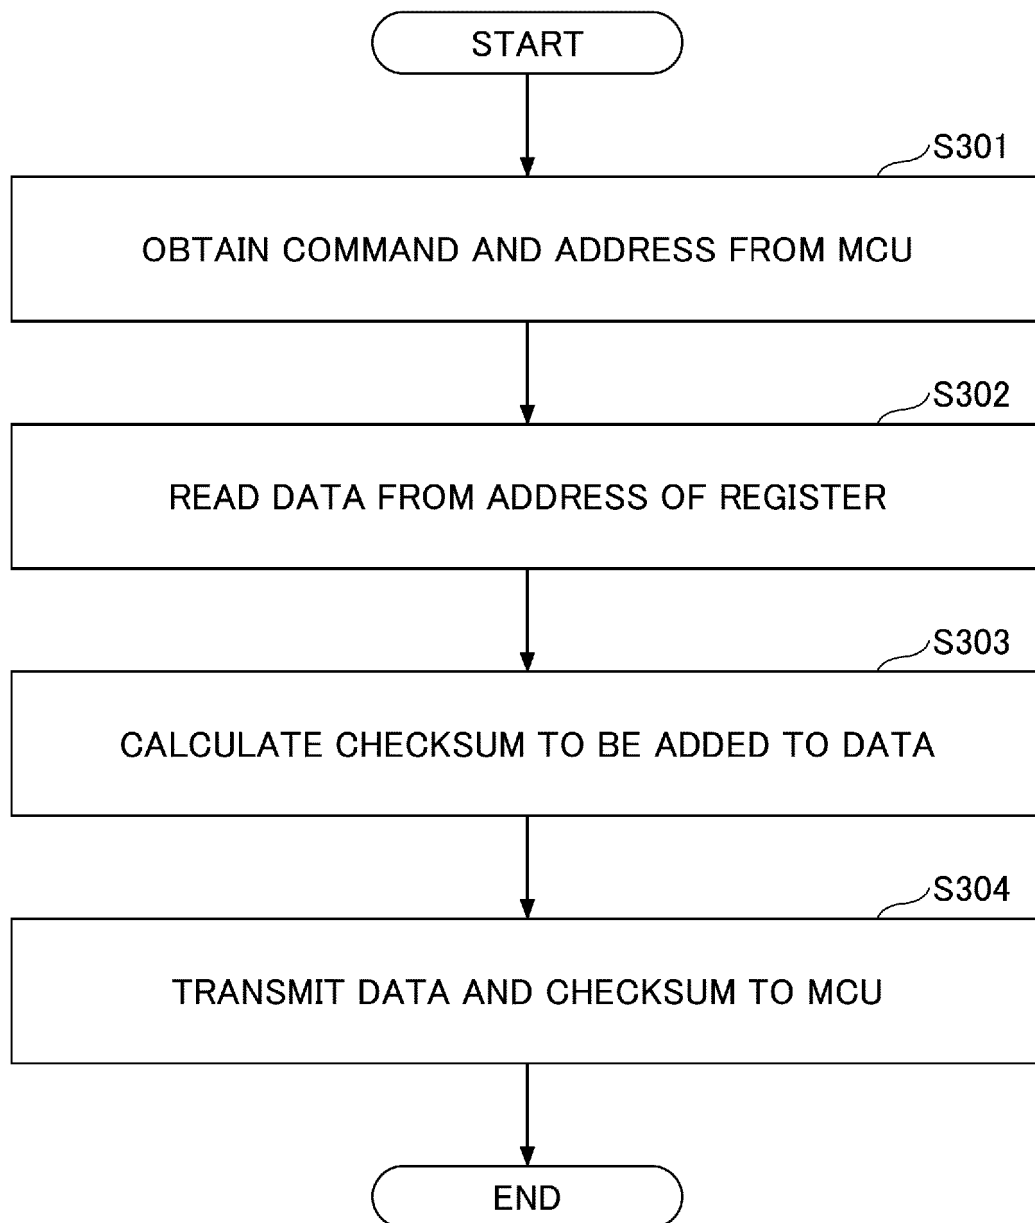 START
S301
OBTAIN COMMAND AND ADDRESS FROM MCU
S302
READ DATA FROM ADDRESS OF REGISTER
S303
CALCULATE CHECKSUM TO BE ADDED TO DATA
S304
TRANSMIT DATA AND CHECKSUM TO MCU
END